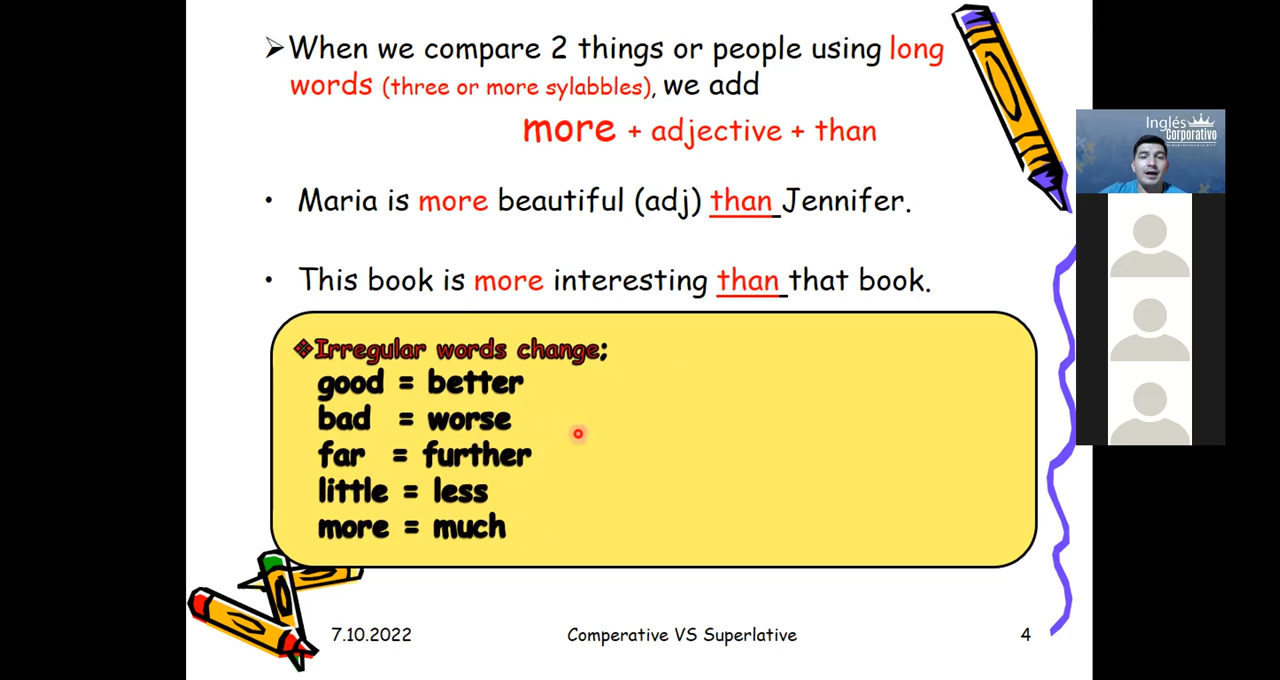 ➢When we compare 2 things or people using long
words (three or more sylabbles), we add
more + adjective + than
• Maria is more beautiful (adj) than Jennifer.
• This book is more interesting than that book.
❖Irregular words change;
good = better
bad = worse
far = further
little = less
more = much
7.10.2022
Comperative VS Superlative
4
Inglés
Corporativo